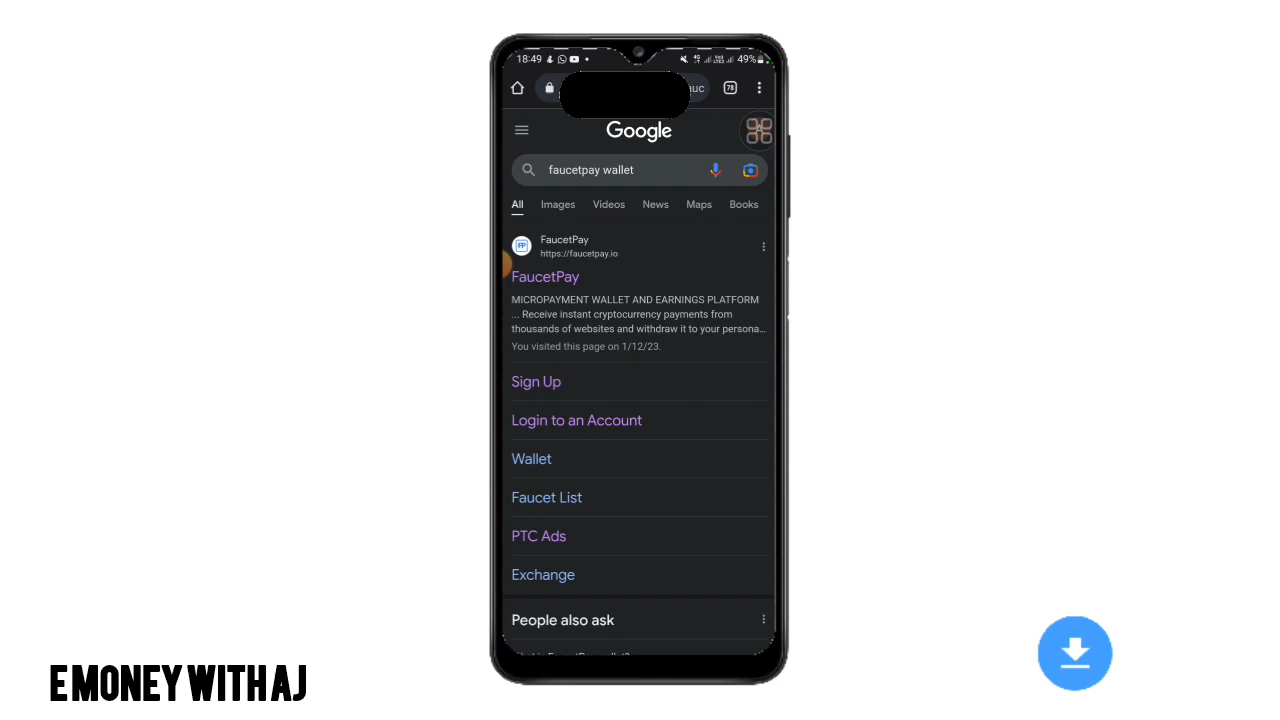 18:49 49%
auc 78
Google
faucetpay wallet
All Images Videos News Maps Books
FaucetPay
https://faucetpay.io
FaucetPay
MICROPAYMENT WALLET AND EARNINGS PLATFORM
... Receive instant cryptocurrency payments from
thousands of websites and withdraw it to your persona...
You visited this page on 1/12/23.
Sign Up
Login to an Account
Wallet
Faucet List
PTC Ads
Exchange
People also ask
E MONEY WITH AJ